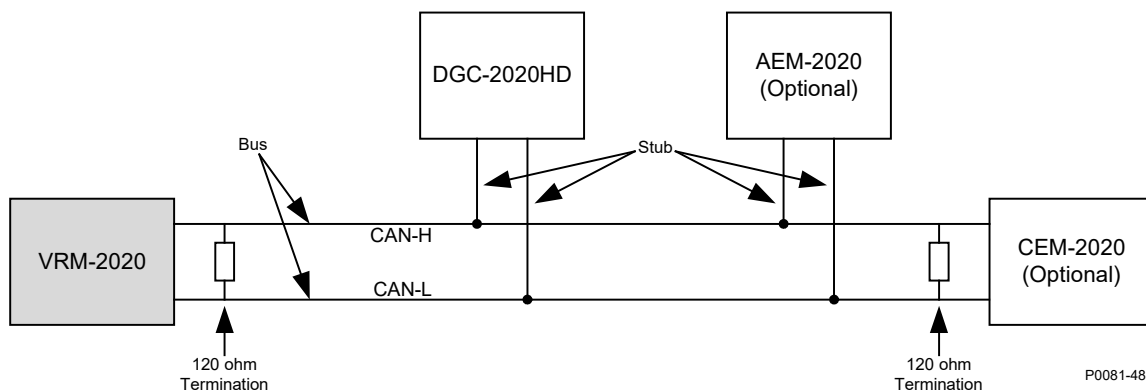 DGC-2020HD
AEM-2020
(Optional)
Bus
Stub
VRM-2020
CAN-H
CAN-L
CEM-2020
(Optional)
120 ohm
Termination
120 ohm
Termination
P0081-48